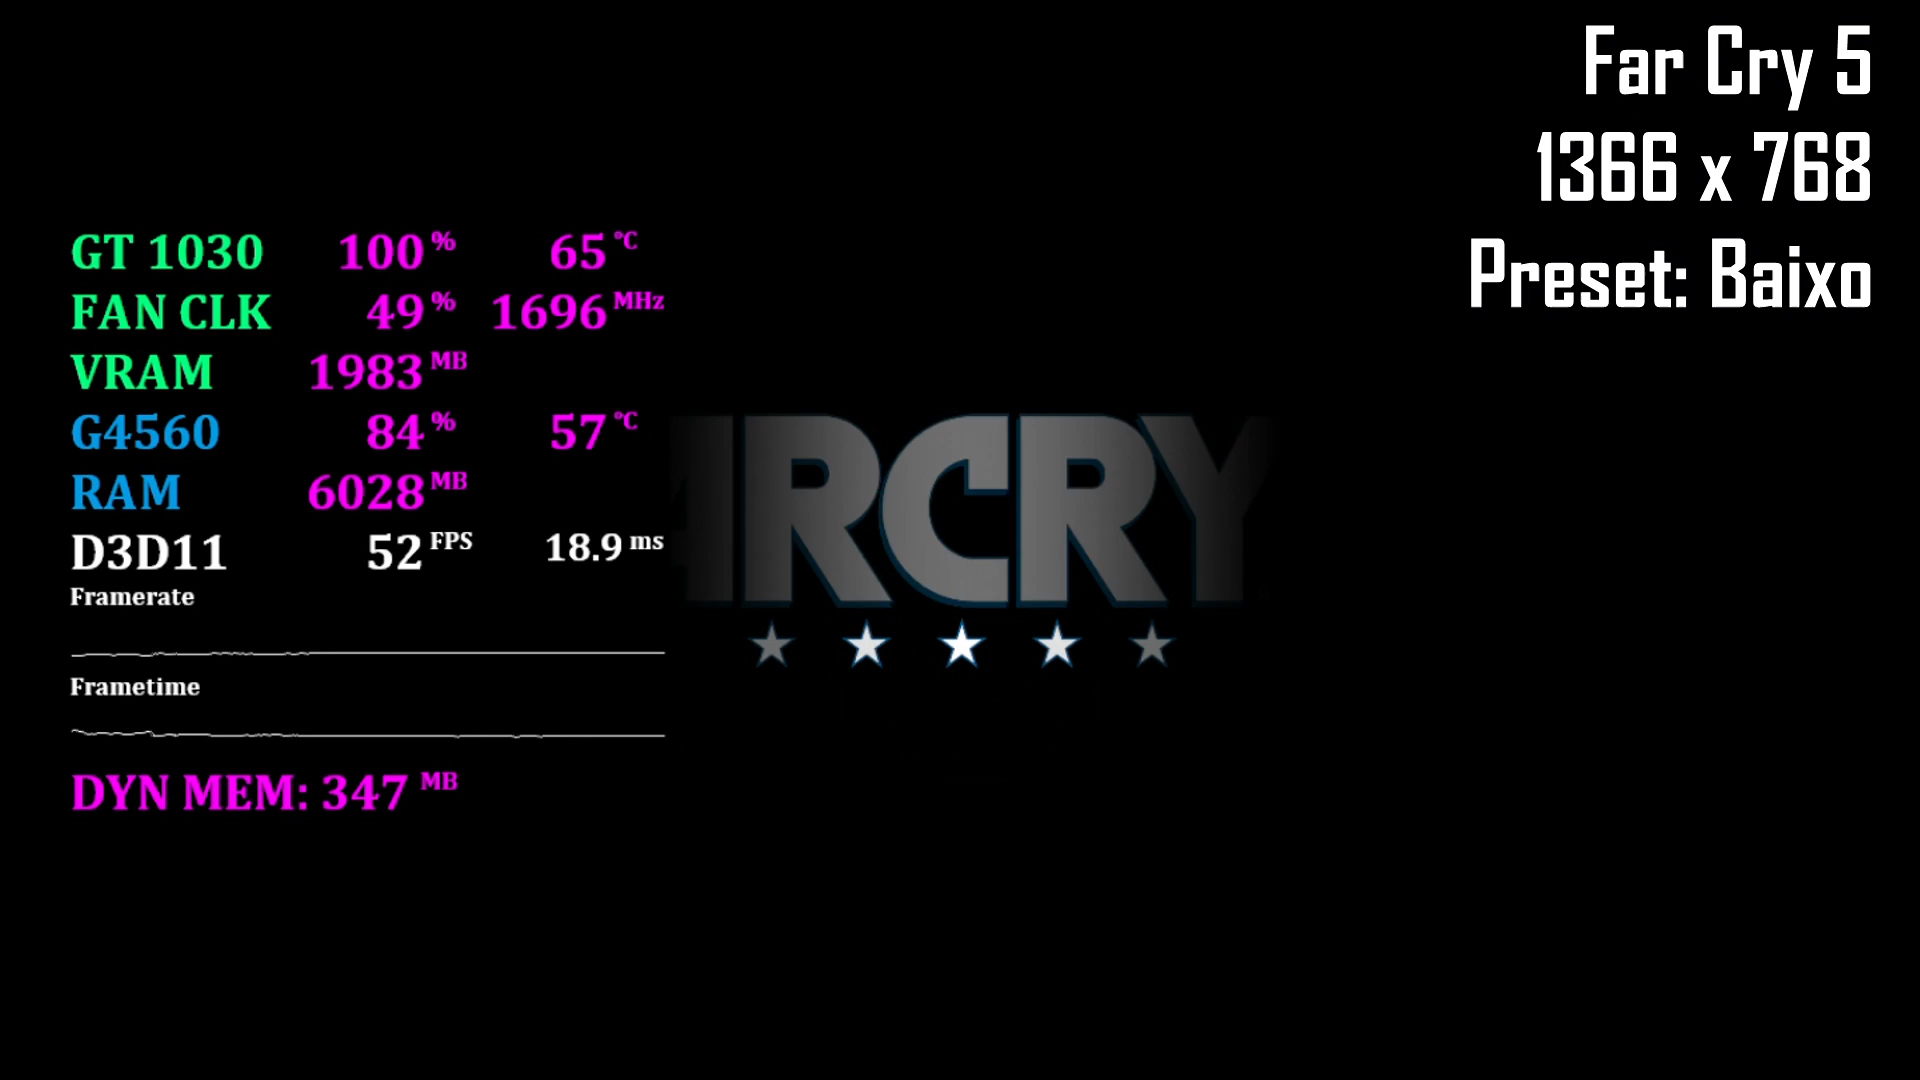 Far Cry 5
1366 x 768
Preset: Baixo
GT 1030 100 % 65 °C
FAN CLK 49 % 1696 MHz
VRAM 1983 MB
G4560 84 % 57 °C
RAM 6028 MB
D3D11 52 FPS 18.9 ms
Framerate
Frametime
DYN MEM: 347 MB
ARCRY